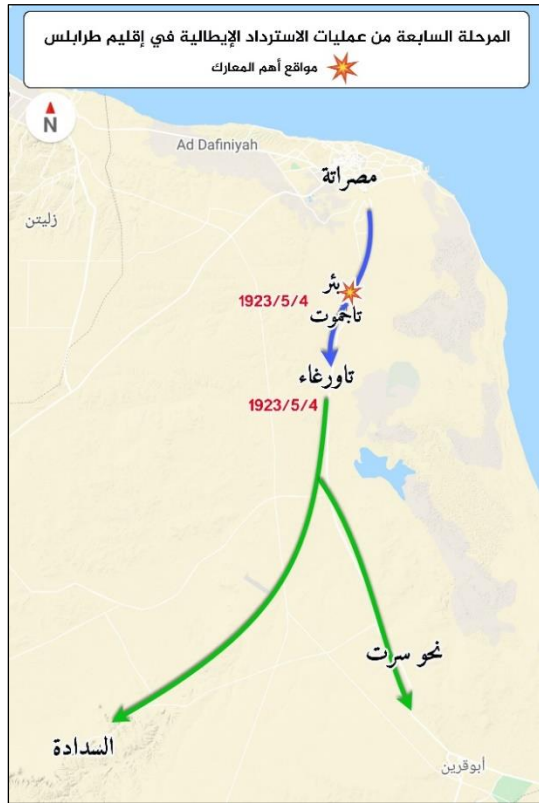 المرحلة السابعة من عمليات الاسترداد الإيطالية في إقليم طرابلس
مواقع أهم المعارك
N
Ad Dafiniyah
مصراتة
زليتن
بئر
1923/5/4
تاجموت
تاورغاء
1923/5/4
نحو سرت
السدادة
أبوقرين